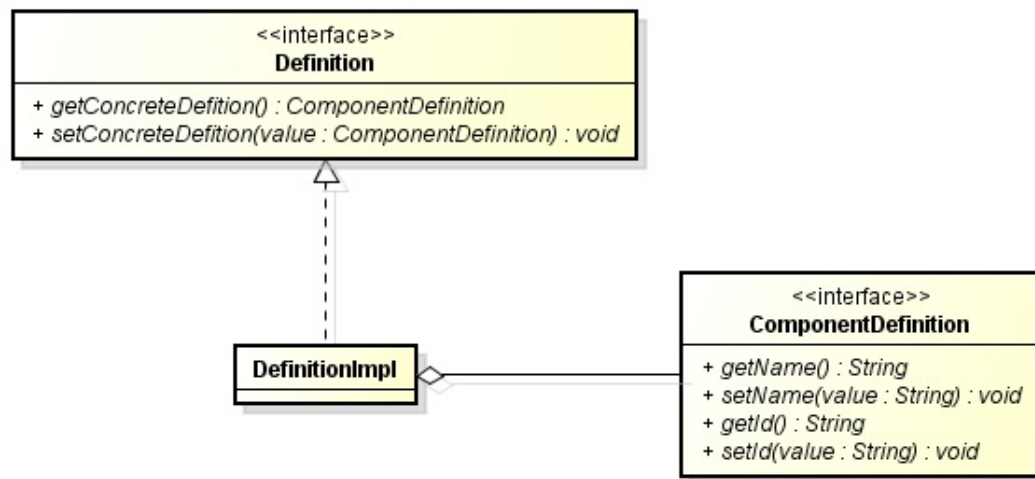 <<interface>>
Definition
+ getConcreteDefition() : ComponentDefinition
+ setConcreteDefition(value : ComponentDefinition) : void
DefinitionImpl
<<interface>>
ComponentDefinition
+ getName() : String
+ setName(value : String) : void
+ getId() : String
+ setId(value : String) : void